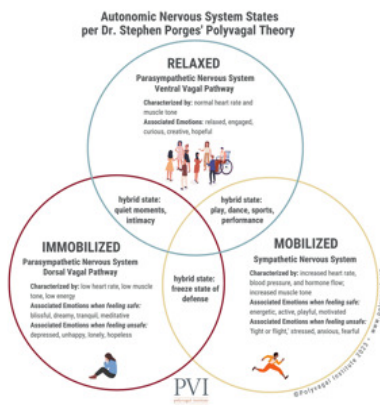 Autonomic Nervous System States
per Dr. Stephen Porges' Polyvagal Theory
RELAXED
Parasympathetic Nervous System
Ventral Vagal Pathway
Characterized by: normal heart rate and
muscle tone
Associated Emotions: relaxed, engaged,
curious, creative, hopeful
hybrid state:
quiet moments,
intimacy
hybrid state:
play, dance, sports,
performance
IMMOBILIZED
Parasympathetic Nervous System
Dorsal Vagal Pathway
Characterized by: low heart rate, low muscle
tone, low energy
Associated Emotions when feeling safe:
blissful, dreamy, tranquil, meditative
Associated Emotions when feeling unsafe:
depressed, unhappy, lonely, hopeless
hybrid state:
freeze state of
defense
MOBILIZED
Sympathetic Nervous System
Characterized by: increased heart rate,
blood pressure, and hormone flow;
increased muscle tone
Associated Emotions when feeling safe:
energetic, active, playful, motivated
Associated Emotions when feeling unsafe:
'fight or flight,' stressed, anxious, fearful
PVI
polyvagal institute
©Polyvagal Institute 2023